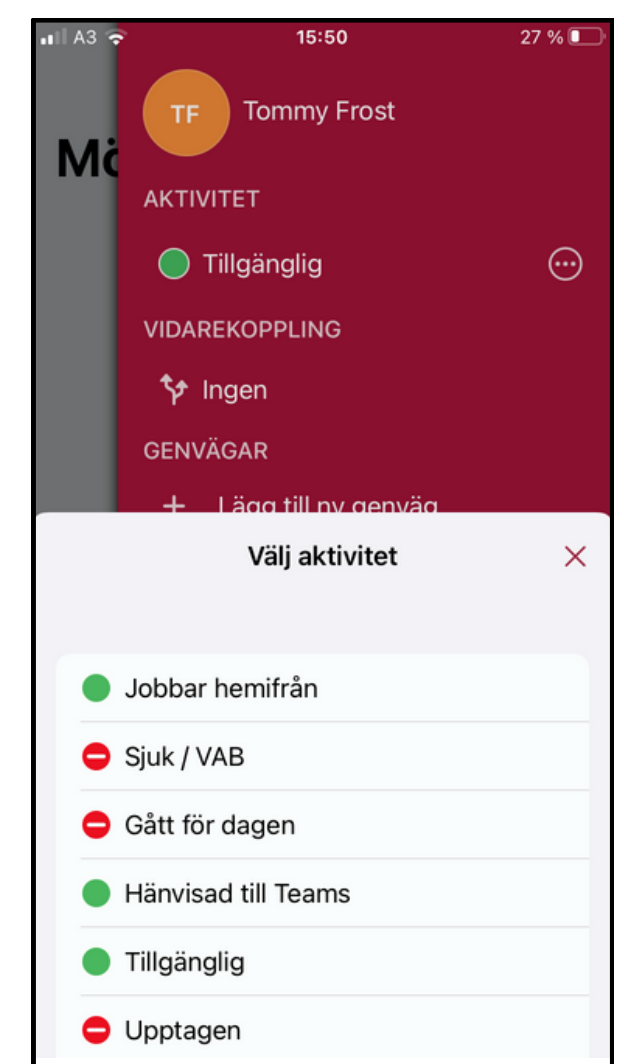 A3 15:50 27 %
TF Tommy Frost
Mö
AKTIVITET
Tillgänglig
VIDAREKOPPLING
Ingen
GENVÄGAR
+ Lägg till ny genväg
Välj aktivitet
Jobbar hemifrån
Sjuk / VAB
Gått för dagen
Hänvisad till Teams
Tillgänglig
Upptagen